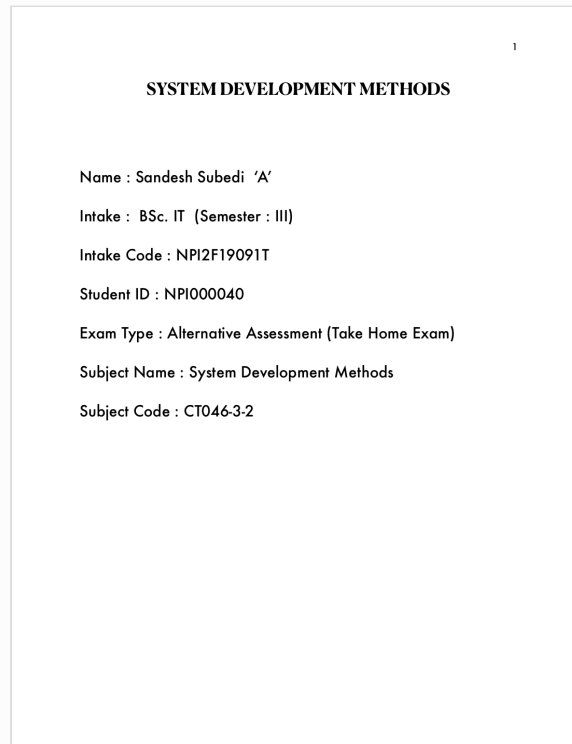 1
SYSTEM DEVELOPMENT METHODS
Name : Sandesh Subedi 'A'
Intake : BSc. IT (Semester : III)
Intake Code : NPI2F19091T
Student ID : NPI000040
Exam Type : Alternative Assessment (Take Home Exam)
Subject Name : System Development Methods
Subject Code : CT046-3-2